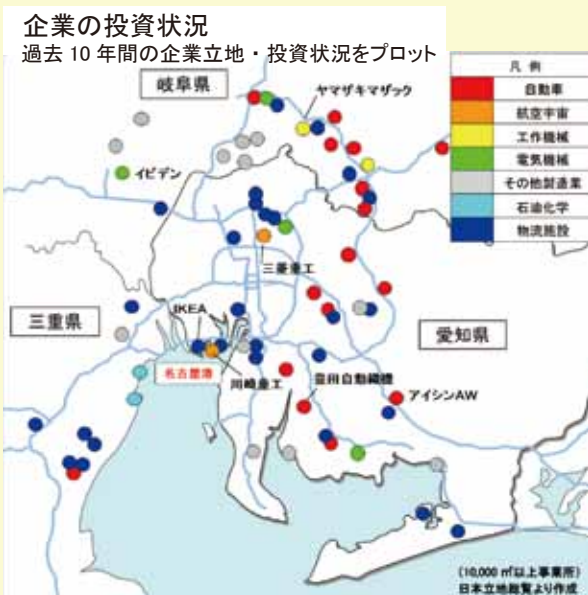 企業の投資状況
過去 10 年間の企業立地・投資状況をプロット
岐阜県
ヤマザキマザック
凡 例
自動車
航空宇宙
工作機械
電気機械
その他製造業
石油化学
物流施設
イビデン
三菱重工
三重県
IKEA
愛知県
名古屋港
川崎重工
豊田自動織機
アイシンAW
(10,000 ㎡以上事業所)
日本立地総覧より作成